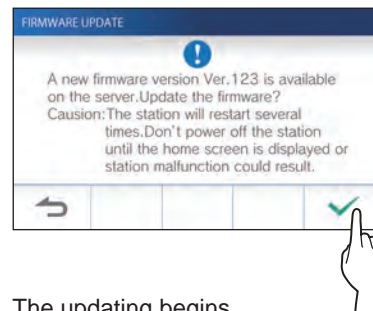 FIRMWARE UPDATE
A new firmware version Ver.123 is available
on the server.Update the firmware?
Causion:The station will restart several
times.Don't power off the station
until the home screen is displayed or
station malfunction could result.
The updating begins